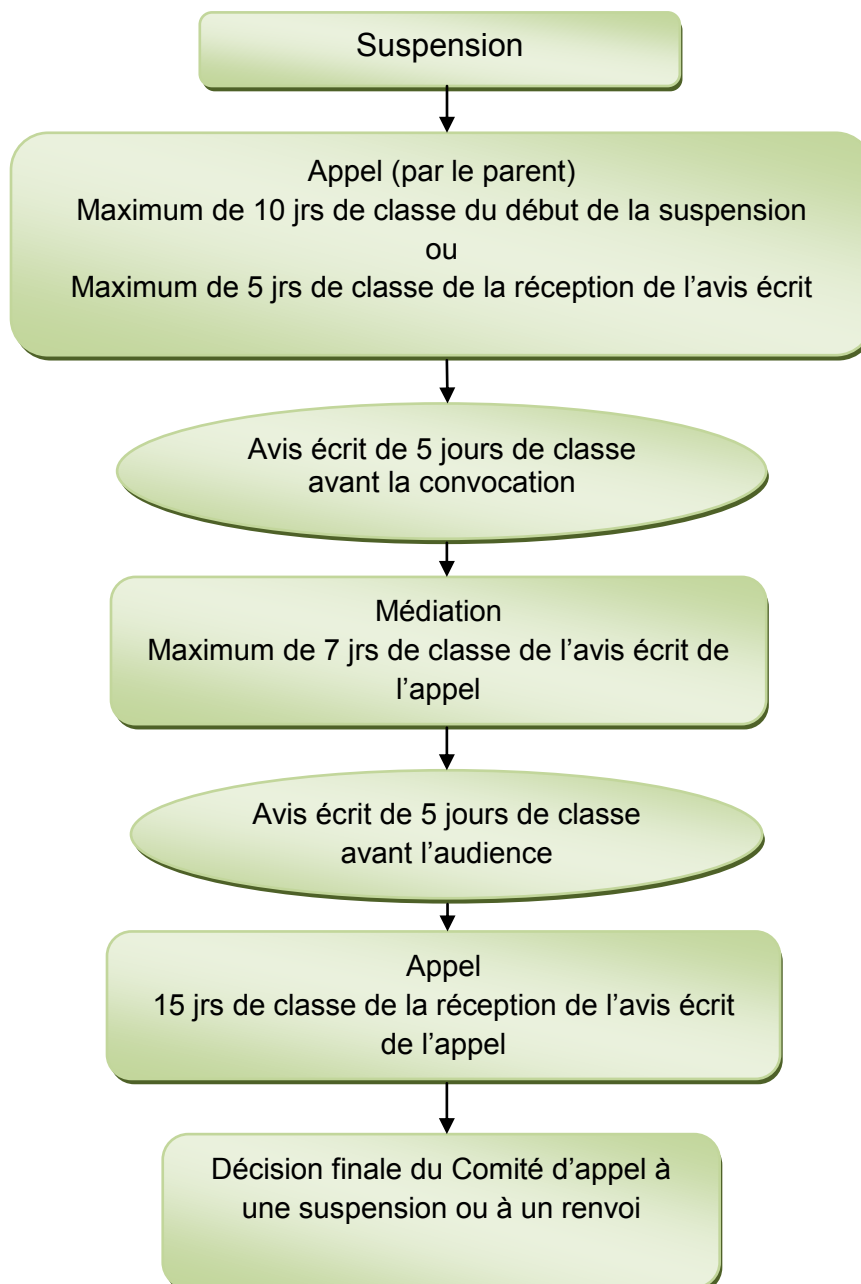 Suspension
Appel (par le parent)
Maximum de 10 jrs de classe du début de la suspension
ou
Maximum de 5 jrs de classe de la réception de l’avis écrit
Avis écrit de 5 jours de classe
avant la convocation
Médiation
Maximum de 7 jrs de classe de l’avis écrit de
l’appel
Avis écrit de 5 jours de classe
avant l’audience
Appel
15 jrs de classe de la réception de l’avis écrit
de l’appel
Décision finale du Comité d’appel à
une suspension ou à un renvoi